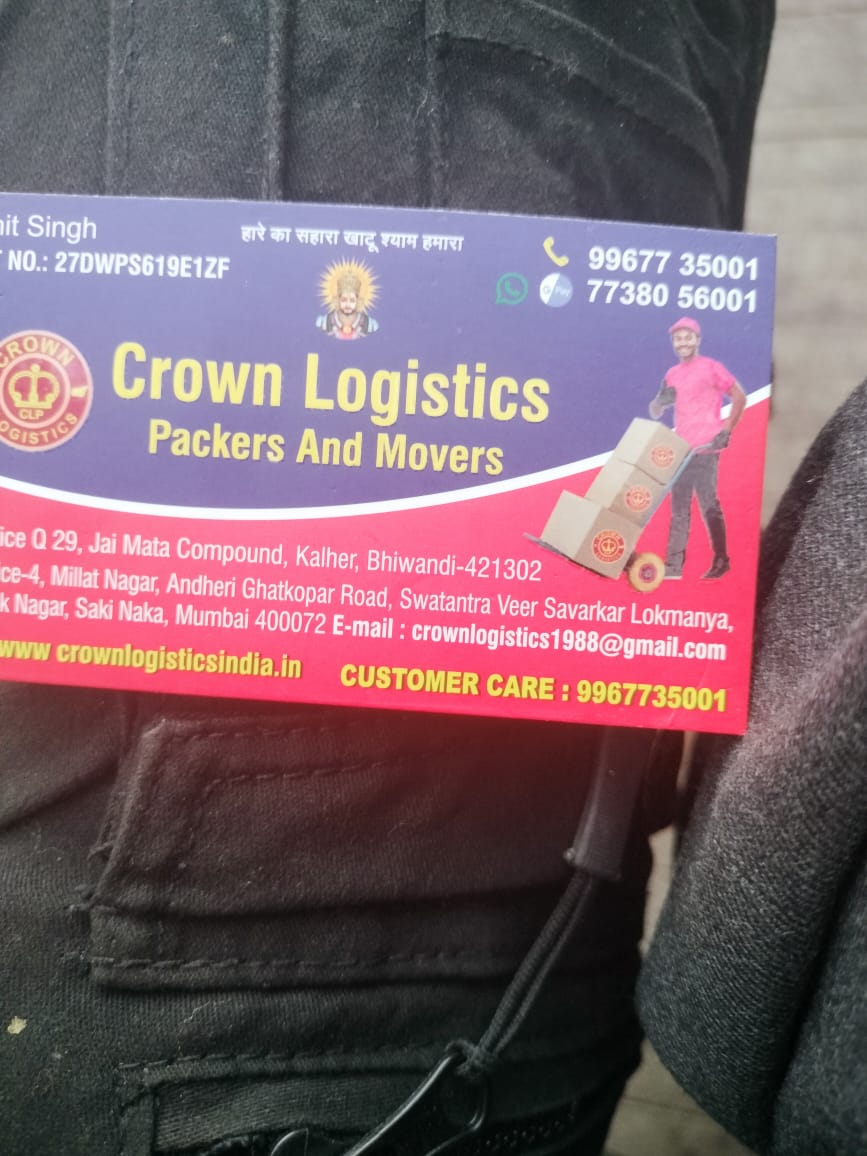 nit Singh
हारे का सहारा खाटू श्याम हमारा
99677 35001
T NO.: 27DWPS619E1ZF
G Pay 77380 56001
CROWN
CLP
LOGISTICS
Crown Logistics
Packers And Movers
ice Q 29, Jai Mata Compound, Kalher, Bhiwandi-421302
ice-4, Millat Nagar, Andheri Ghatkopar Road, Swatantra Veer Savarkar Lokmanya,
k Nagar, Saki Naka, Mumbai 400072 E-mail : crownlogistics1988@gmail.com
www crownlogisticsindia.in CUSTOMER CARE : 9967735001